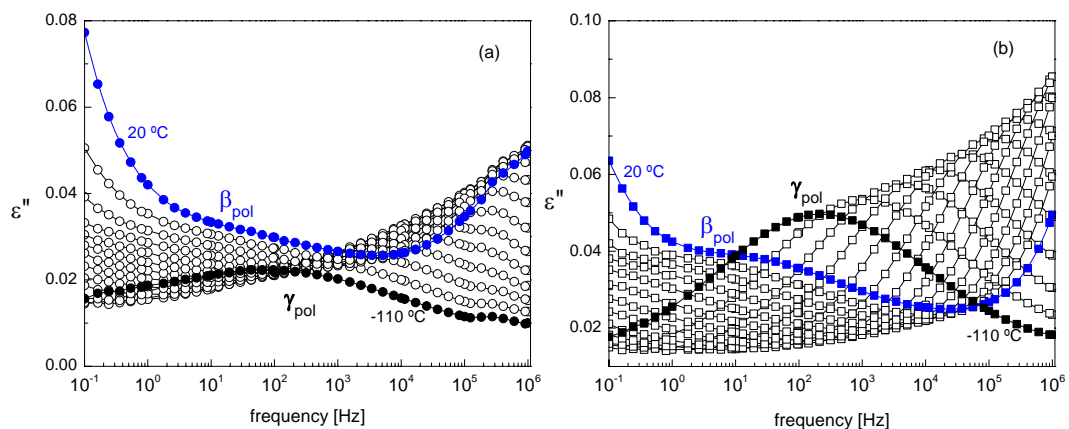 0.08
(a)
0.06
20 ºC
ε''
0.04
βpol
0.02
γpol
-110 ºC
0.00
10-1 100 101 102 103 104 105 106
frequency [Hz]
(b)
0.10
0.08
20 ºC
ε''
0.06
γpol
βpol
0.04
0.02
-110 ºC
10-1 100 101 102 103 104 105 106
frequency [Hz]